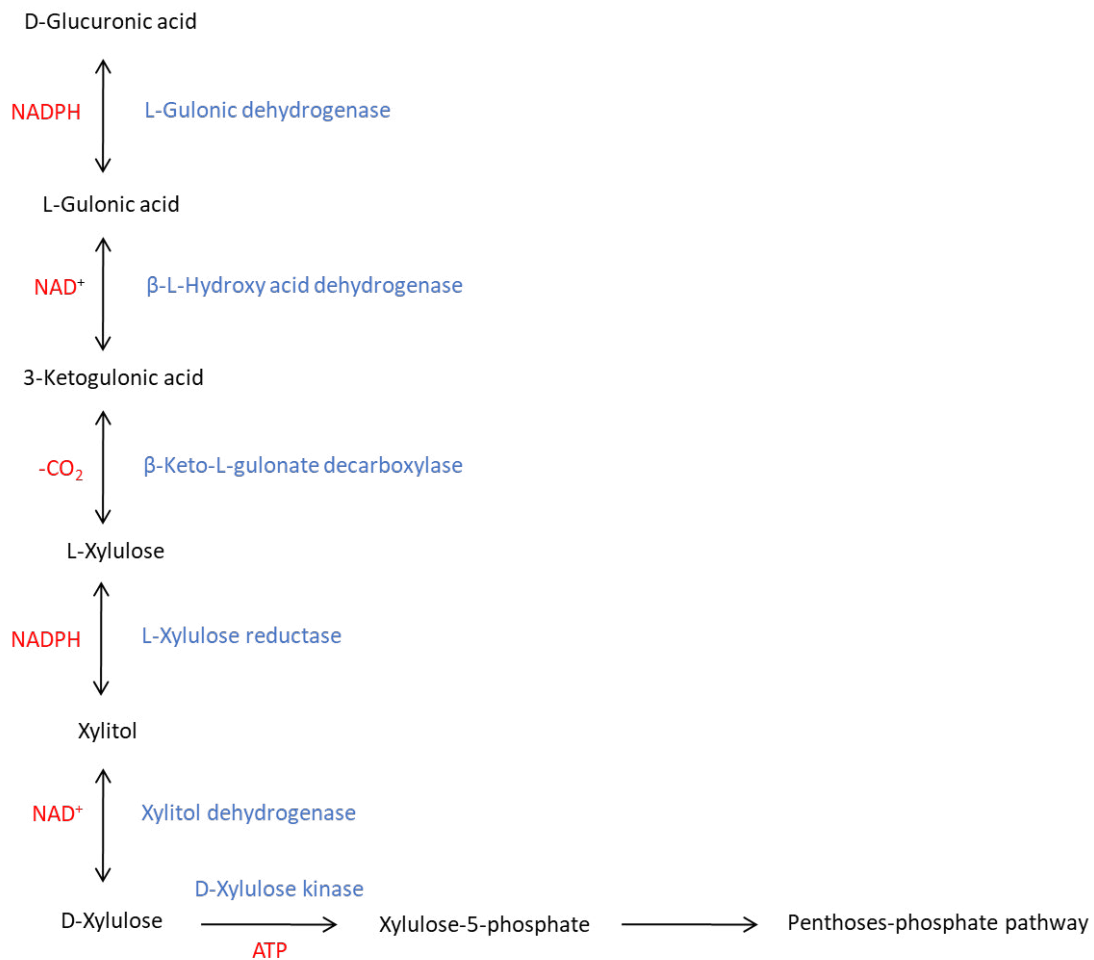 D-Glucuronic acid
NADPH
L-Gulonic dehydrogenase
L-Gulonic acid
NAD⁺
β-L-Hydroxy acid dehydrogenase
3-Ketogulonic acid
-CO₂
β-Keto-L-gulonate decarboxylase
L-Xylulose
NADPH
L-Xylulose reductase
Xylitol
NAD⁺
Xylitol dehydrogenase
D-Xylulose kinase
D-Xylulose
Xylulose-5-phosphate
Penthoses-phosphate pathway
ATP